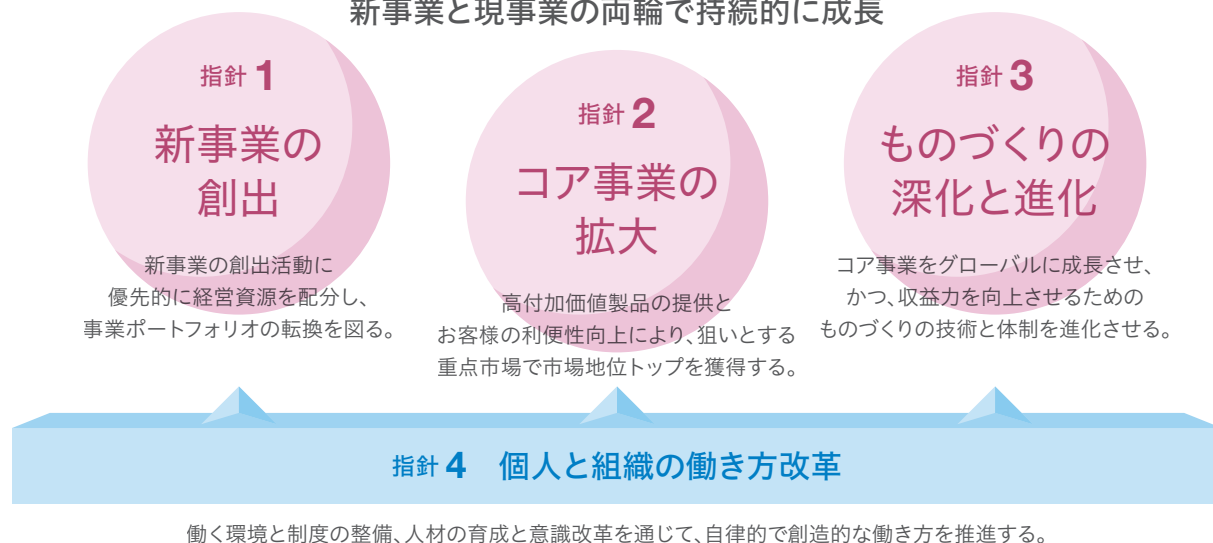 新事業と現事業の両輪で持続的に成長
指針 1
新事業の
創出
新事業の創出活動に
優先的に経営資源を配分し、
事業ポートフォリオの転換を図る。
指針 2
コア事業の
拡大
高付加価値製品の提供と
お客様の利便性向上により、狙いとする
重点市場で市場地位トップを獲得する。
指針 3
ものづくりの
深化と進化
コア事業をグローバルに成長させ、
かつ、収益力を向上させるための
ものづくりの技術と体制を進化させる。
指針 4 個人と組織の働き方改革
働く環境と制度の整備、人材の育成と意識改革を通じて、自律的で創造的な働き方を推進する。